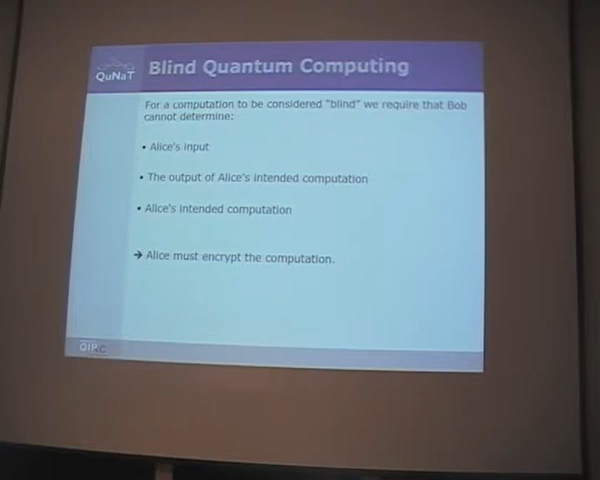 QuNaT
Blind Quantum Computing
For a computation to be considered "blind" we require that Bob
cannot determine:
• Alice's input
• The output of Alice's intended computation
• Alice's intended computation
➔ Alice must encrypt the computation.
QIPIRC